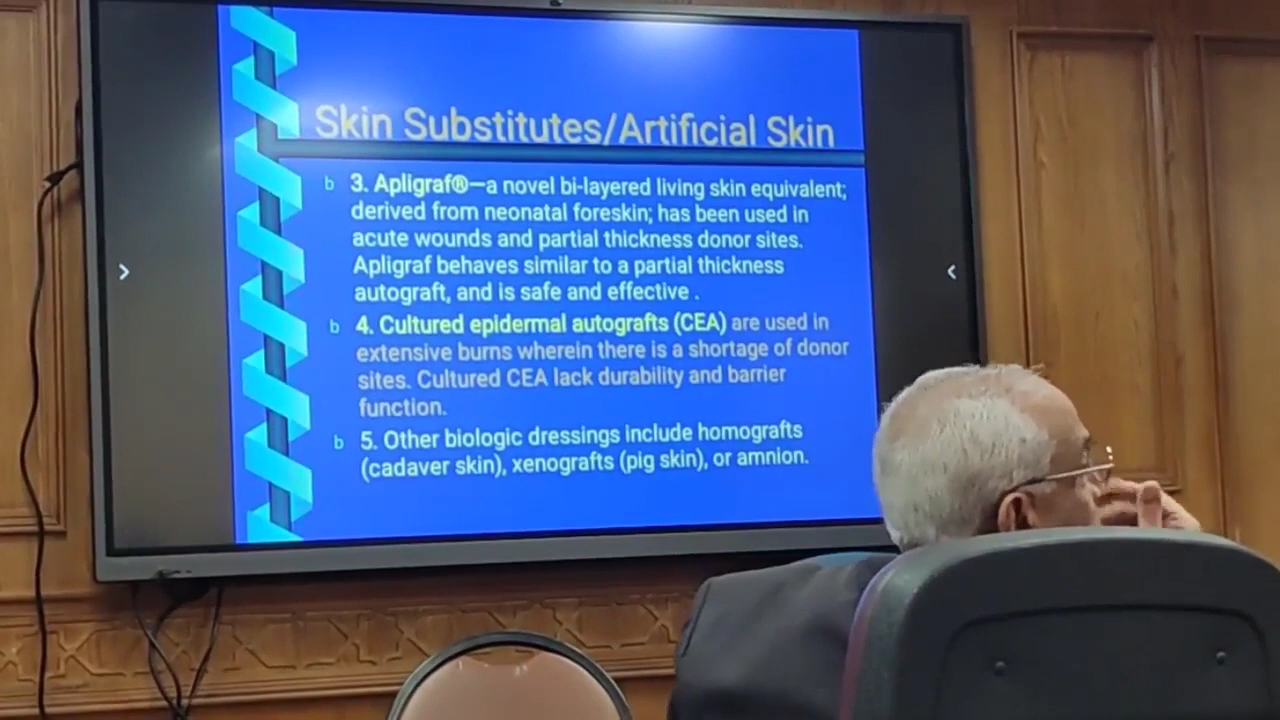 Skin Substitutes/Artificial Skin
b 3. Apligraf®—a novel bi-layered living skin equivalent;
derived from neonatal foreskin; has been used in
acute wounds and partial thickness donor sites.
Apligraf behaves similar to a partial thickness
autograft, and is safe and effective .
b 4. Cultured epidermal autografts (CEA) are used in
extensive burns wherein there is a shortage of donor
sites. Cultured CEA lack durability and barrier
function.
b 5. Other biologic dressings include homografts
(cadaver skin), xenografts (pig skin), or amnion.